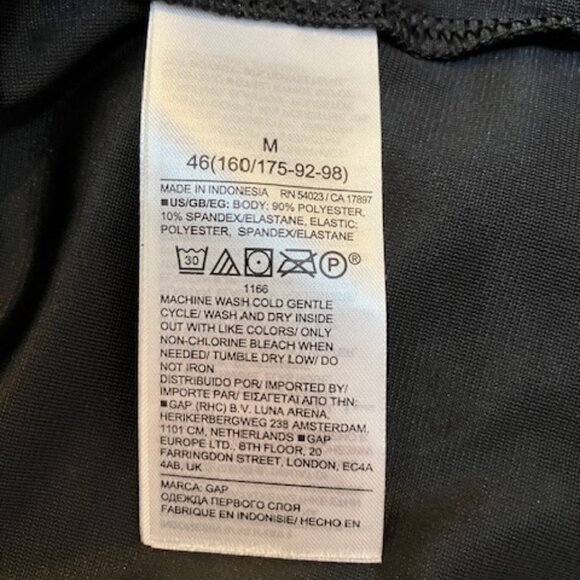 M
46(160/175-92-98)
MADE IN INDONESIA RN 54023 / CA 17897
■US/GB/EG: BODY: 90% POLYESTER,
10% SPANDEX/ELASTANE, ELASTIC:
POLYESTER, SPANDEX/ELASTANE
30 P®
1166
MACHINE WASH COLD GENTLE
CYCLE/ WASH AND DRY INSIDE
OUT WITH LIKE COLORS/ ONLY
NON-CHLORINE BLEACH WHEN
NEEDED/ TUMBLE DRY LOW/ DO
NOT IRON
DISTRIBUIDO POR/ IMPORTED BY/
IMPORTE PAR/ ΕΙΣΑΓΕΤΑΙ ΑΠΟ ΤΗΝ:
■GAP (RHC) B.V. LUNA ARENA,
HERIKERBERGWEG 238 AMSTERDAM,
1101 CM, NETHERLANDS ■GAP
EUROPE LTD., 8TH FLOOR, 20
FARRINGDON STREET, LONDON, EC4A
4AB, UK
MARCA: GAP
ОДЕЖДА ПЕРВОГО СЛОЯ
FABRIQUE EN INDONISIE/ HECHO EN